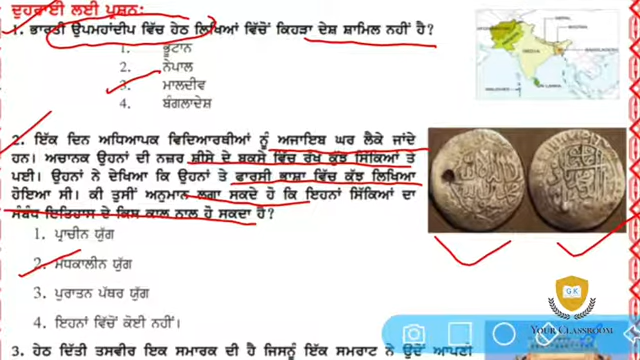 ਦੁਹਰਾਈ ਲਈ ਪ੍ਰਸ਼ਨ:
1. ਭਾਰਤੀ ਉਪਮਹਾਂਦੀਪ ਵਿੱਚ ਹੇਠ ਲਿਖਿਆਂ ਵਿੱਚੋਂ ਕਿਹੜਾ ਦੇਸ਼ ਸ਼ਾਮਿਲ ਨਹੀਂ ਹੈ?
1. ਭੂਟਾਨ
2. ਨੇਪਾਲ
3. ਮਾਲਦੀਵ
4. ਬੰਗਲਾਦੇਸ਼
INDIA
2. ਇੱਕ ਦਿਨ ਅਧਿਆਪਕ ਵਿਦਿਆਰਥੀਆਂ ਨੂੰ ਅਜਾਇਬ ਘਰ ਲੈਕੇ ਜਾਂਦੇ
ਹਨ। ਅਚਾਨਕ ਉਹਨਾਂ ਦੀ ਨਜ਼ਰ ਸ਼ੀਸੇ ਦੇ ਬਕਸੇ ਵਿੱਚ ਰੱਖੇ ਕੁੱਝ ਸਿੱਕਿਆਂ ਤੇ
ਪਈ। ਉਹਨਾਂ ਨੇ ਦੇਖਿਆ ਕਿ ਉਹਨਾਂ ਤੇ ਫਾਰਸੀ ਭਾਸ਼ਾ ਵਿੱਚ ਕੁੱਝ ਲਿਖਿਆ
ਹੋਇਆ ਸੀ। ਕੀ ਤੁਸੀਂ ਅਨੁਮਾਨ ਲਗਾ ਸਕਦੇ ਹੋ ਕਿ ਇਹਨਾਂ ਸਿੱਕਿਆਂ ਦਾ
ਸੰਬੰਧ ਇਤਿਹਾਸ ਦੇ ਕਿਸ ਕਾਲ ਨਾਲ ਹੋ ਸਕਦਾ ਹੈ?
1. ਪ੍ਰਾਚੀਨ ਯੁੱਗ
2. ਮੱਧਕਾਲੀਨ ਯੁੱਗ
3. ਪੁਰਾਤਨ ਪੱਥਰ ਯੁੱਗ
4. ਇਹਨਾਂ ਵਿੱਚੋਂ ਕੋਈ ਨਹੀਂ।
GK
YOUR CLASSROOM
3. ਹੇਠ ਦਿੱਤੀ ਤਸਵੀਰ ਇਕ ਸਮਾਰਕ ਦੀ ਹੈ ਜਿਸਨੂੰ ਇੱਕ ਸਮਰਾਟ ਨੇ ਉਦੋਂ ਆਪਣੀ